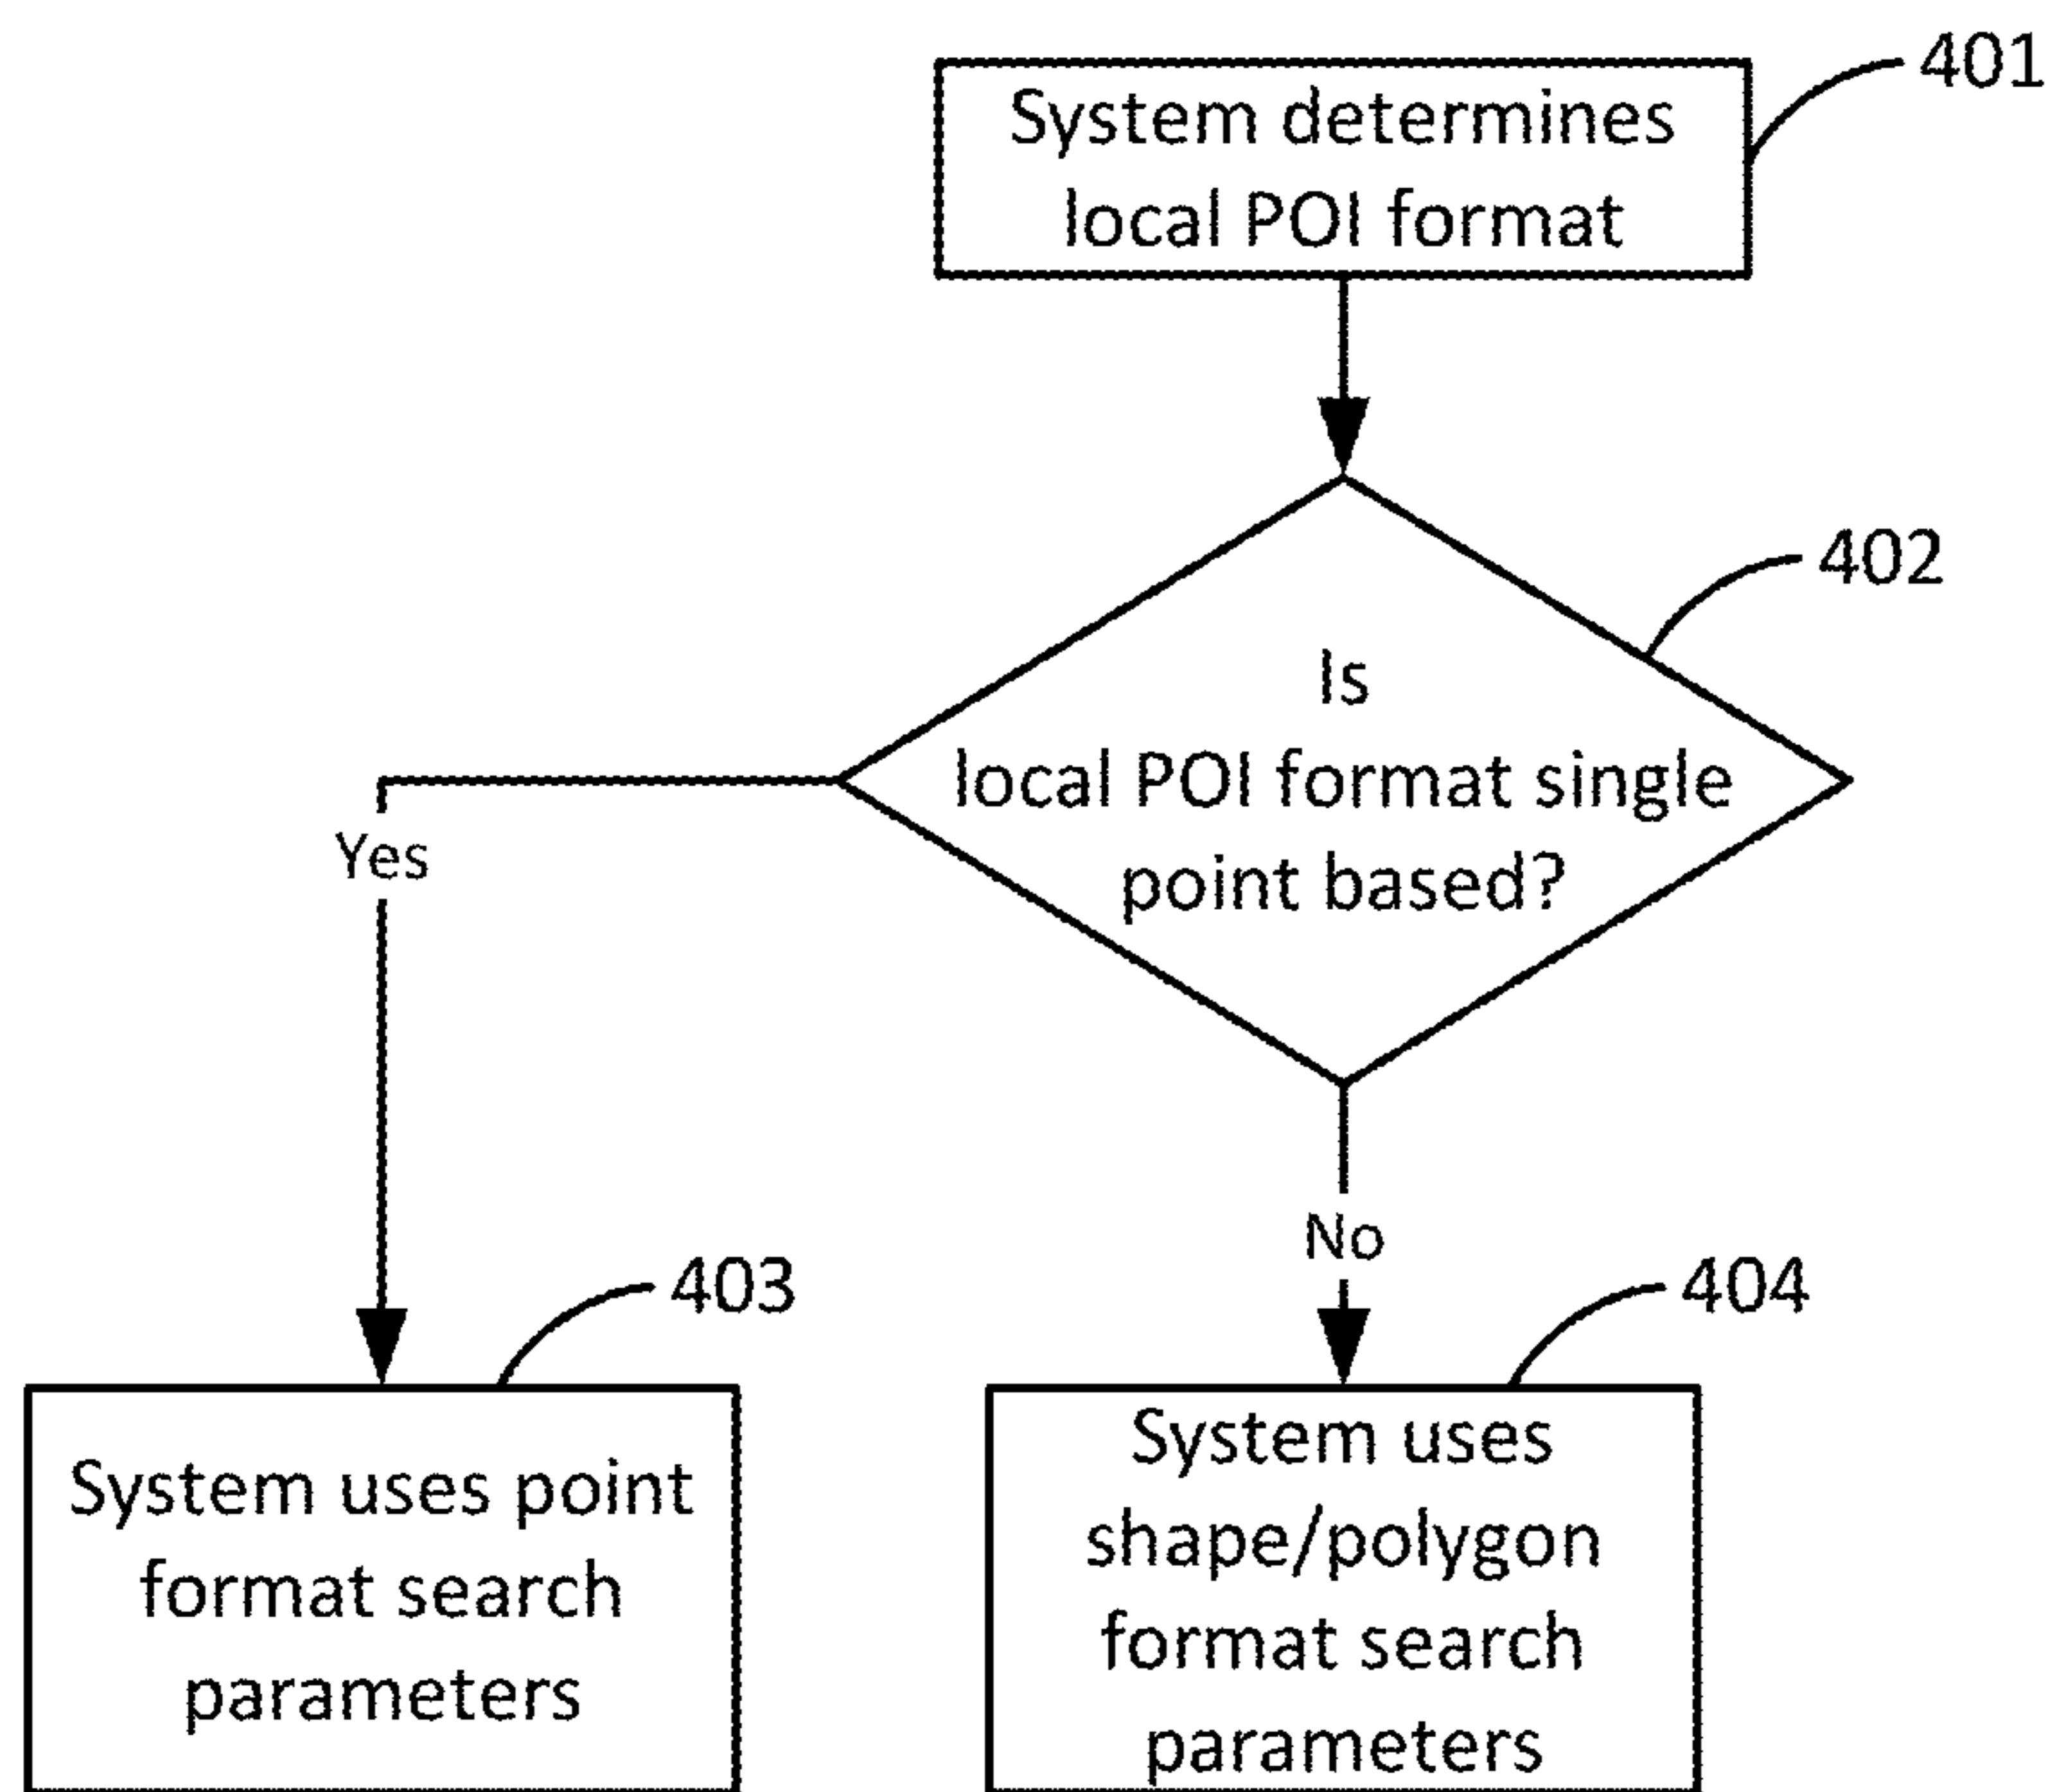 401
System determines
local POI format
402
Is
local POI format single
point based?
Yes
No
403
404
System uses point
format search
parameters
System uses
shape/polygon
format search
parameters